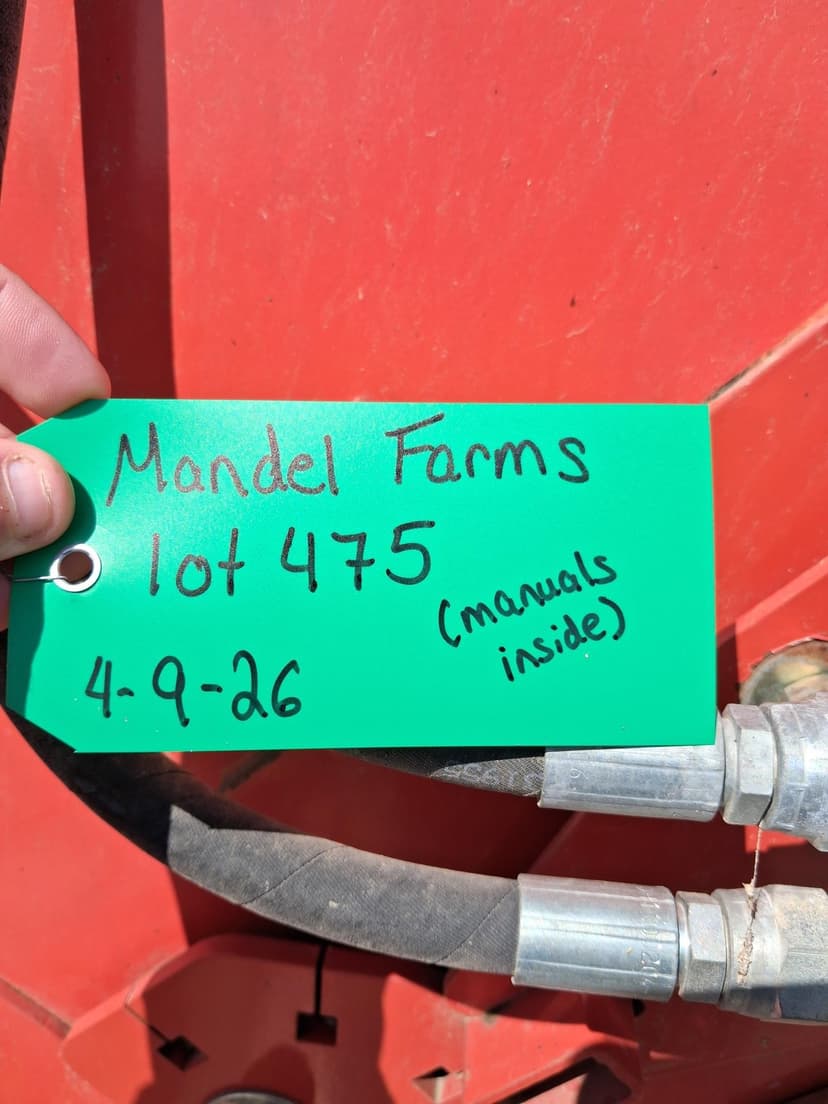 Mandel Farms
lot 475
(manuals
inside)
4-9-26